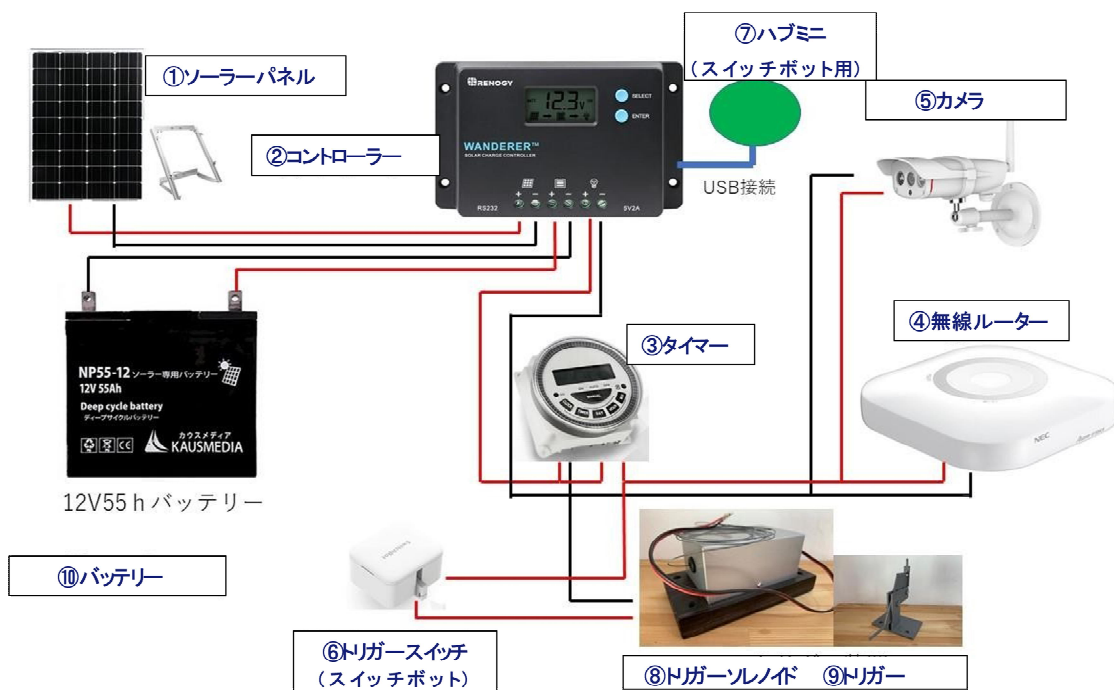 ①ソーラーパネル
⑦ハブミニ
(スイッチボット用)
⑤カメラ
②コントローラー
RENOGY
12.3V
SELECT
ENTER
WANDERER™
SOLAR CHARGE CONTROLLER
RS232
5V2A
USB接続
④無線ルーター
③タイマー
NEC
NP55-12 ソーラー専用バッテリー
12V 55Ah
Deep cycle battery
ディープサイクルバッテリー
カウスメディア
KAUSMEDIA
12V55ｈバッテリー
⑩バッテリー
⑥トリガースイッチ
(スイッチボット)
⑧トリガーソレノイド ⑨トリガー